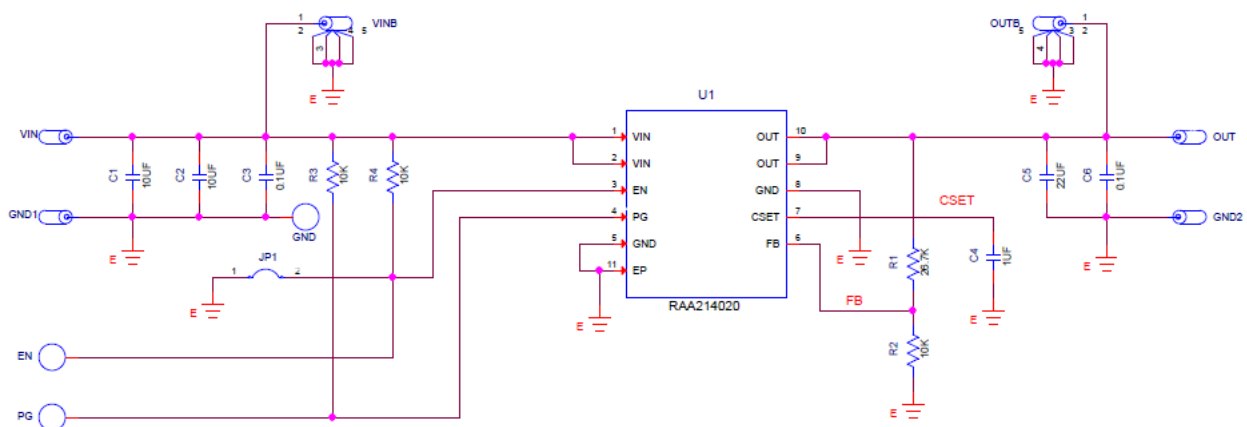 1
2
3
4
5
VINB
E
OUTB
5
4
3
1
2
E
U1
VIN
C1
10UF
C2
10UF
C3
0.1UF
R3
10K
R4
10K
1
VIN
OUT
10
2
VIN
OUT
9
3
EN
GND
8
4
PG
CSET
7
5
GND
FB
6
11
EP
RAA214020
OUT
C5
22UF
C6
0.1UF
GND1
GND
E
GND2
E
CSET
E
JP1
1
2
E
R1
26.7K
C4
1UF
E
FB
E
R2
10K
E
EN
PG